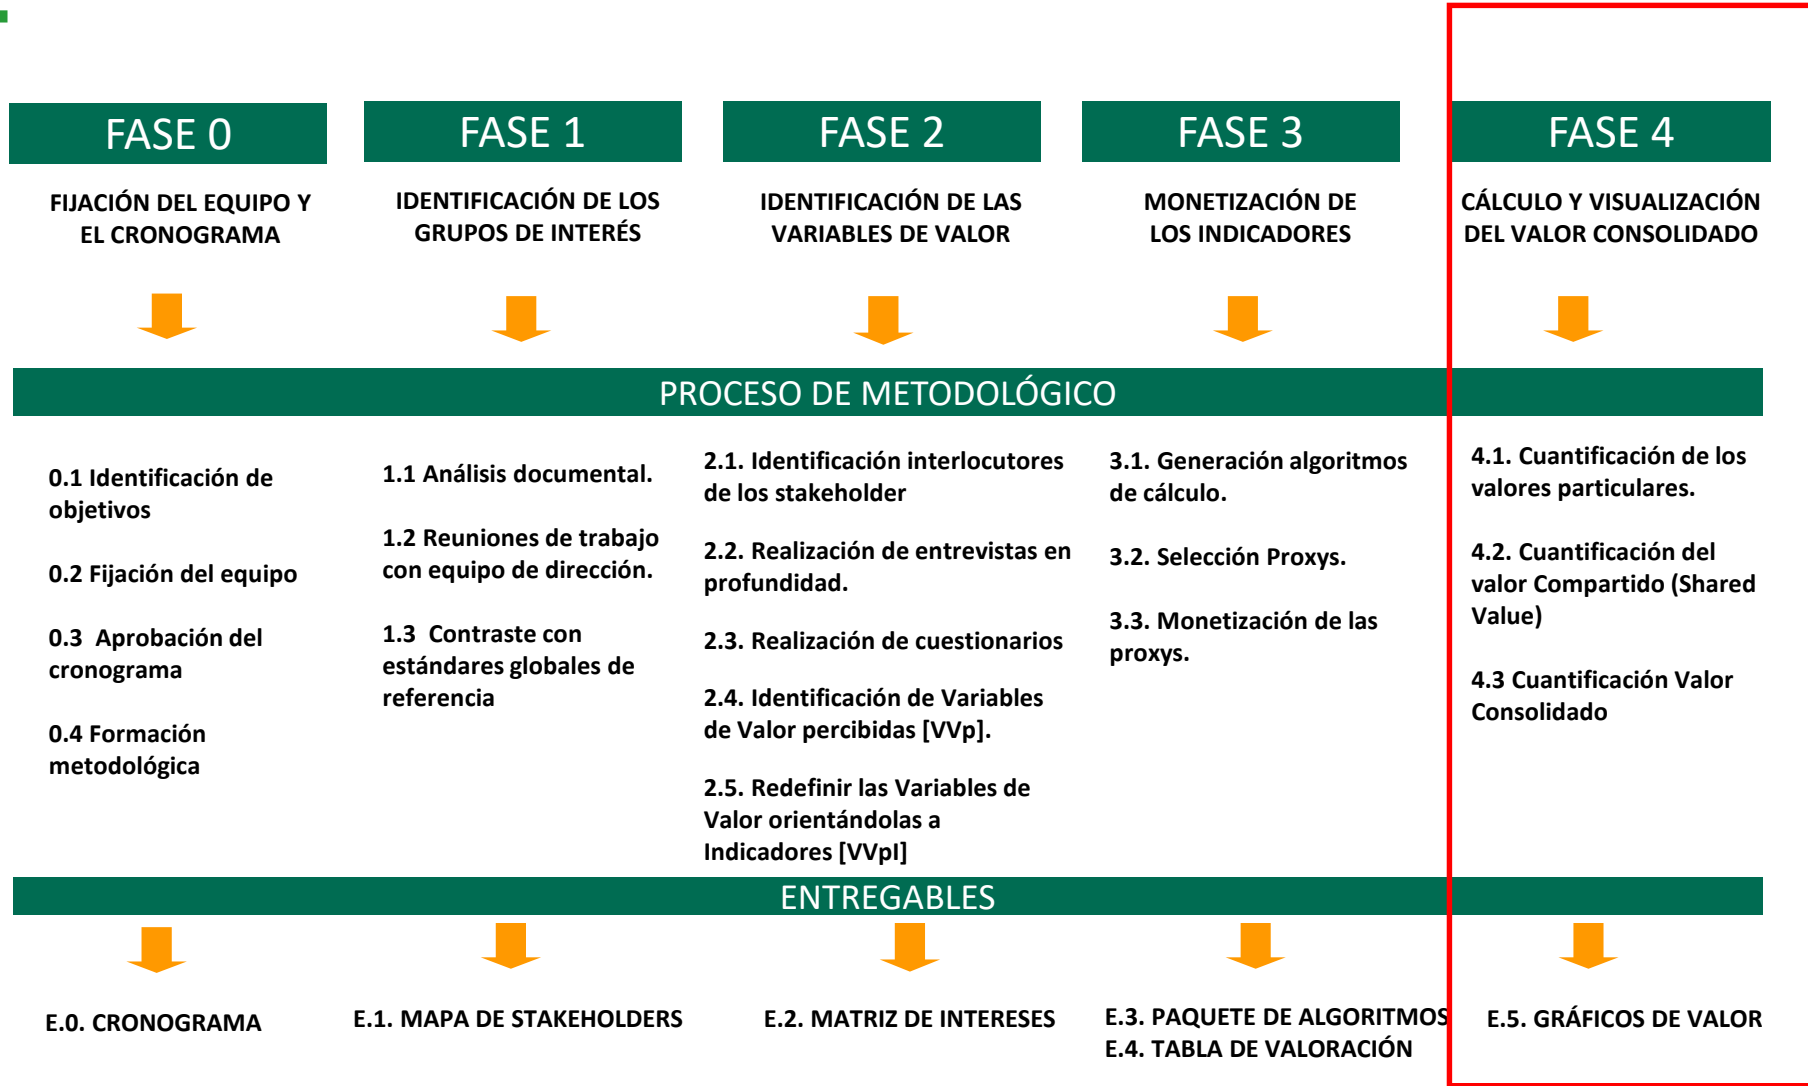 FASE 0
FIJACIÓN DEL EQUIPO Y
EL CRONOGRAMA
FASE 1
IDENTIFICACIÓN DE LOS
GRUPOS DE INTERÉS
FASE 2
IDENTIFICACIÓN DE LAS
VARIABLES DE VALOR
FASE 3
MONETIZACIÓN DE
LOS INDICADORES
FASE 4
CÁLCULO Y VISUALIZACIÓN
DEL VALOR CONSOLIDADO
PROCESO DE METODOLÓGICO
0.1 Identificación de
objetivos
0.2 Fijación del equipo
0.3 Aprobación del
cronograma
0.4 Formación
metodológica
1.1 Análisis documental.
1.2 Reuniones de trabajo
con equipo de dirección.
1.3 Contraste con
estándares globales de
referencia
2.1. Identificación interlocutores
de los stakeholder
2.2. Realización de entrevistas en
profundidad.
2.3. Realización de cuestionarios
2.4. Identificación de Variables
de Valor percibidas [VVp].
2.5. Redefinir las Variables de
Valor orientándolas a
Indicadores [VVpI]
3.1. Generación algoritmos
de cálculo.
3.2. Selección Proxys.
3.3. Monetización de las
proxys.
4.1. Cuantificación de los
valores particulares.
4.2. Cuantificación del
valor Compartido (Shared
Value)
4.3 Cuantificación Valor
Consolidado
ENTREGABLES
E.0. CRONOGRAMA
E.1. MAPA DE STAKEHOLDERS
E.2. MATRIZ DE INTERESES
E.3. PAQUETE DE ALGORITMOS
E.4. TABLA DE VALORACIÓN
E.5. GRÁFICOS DE VALOR